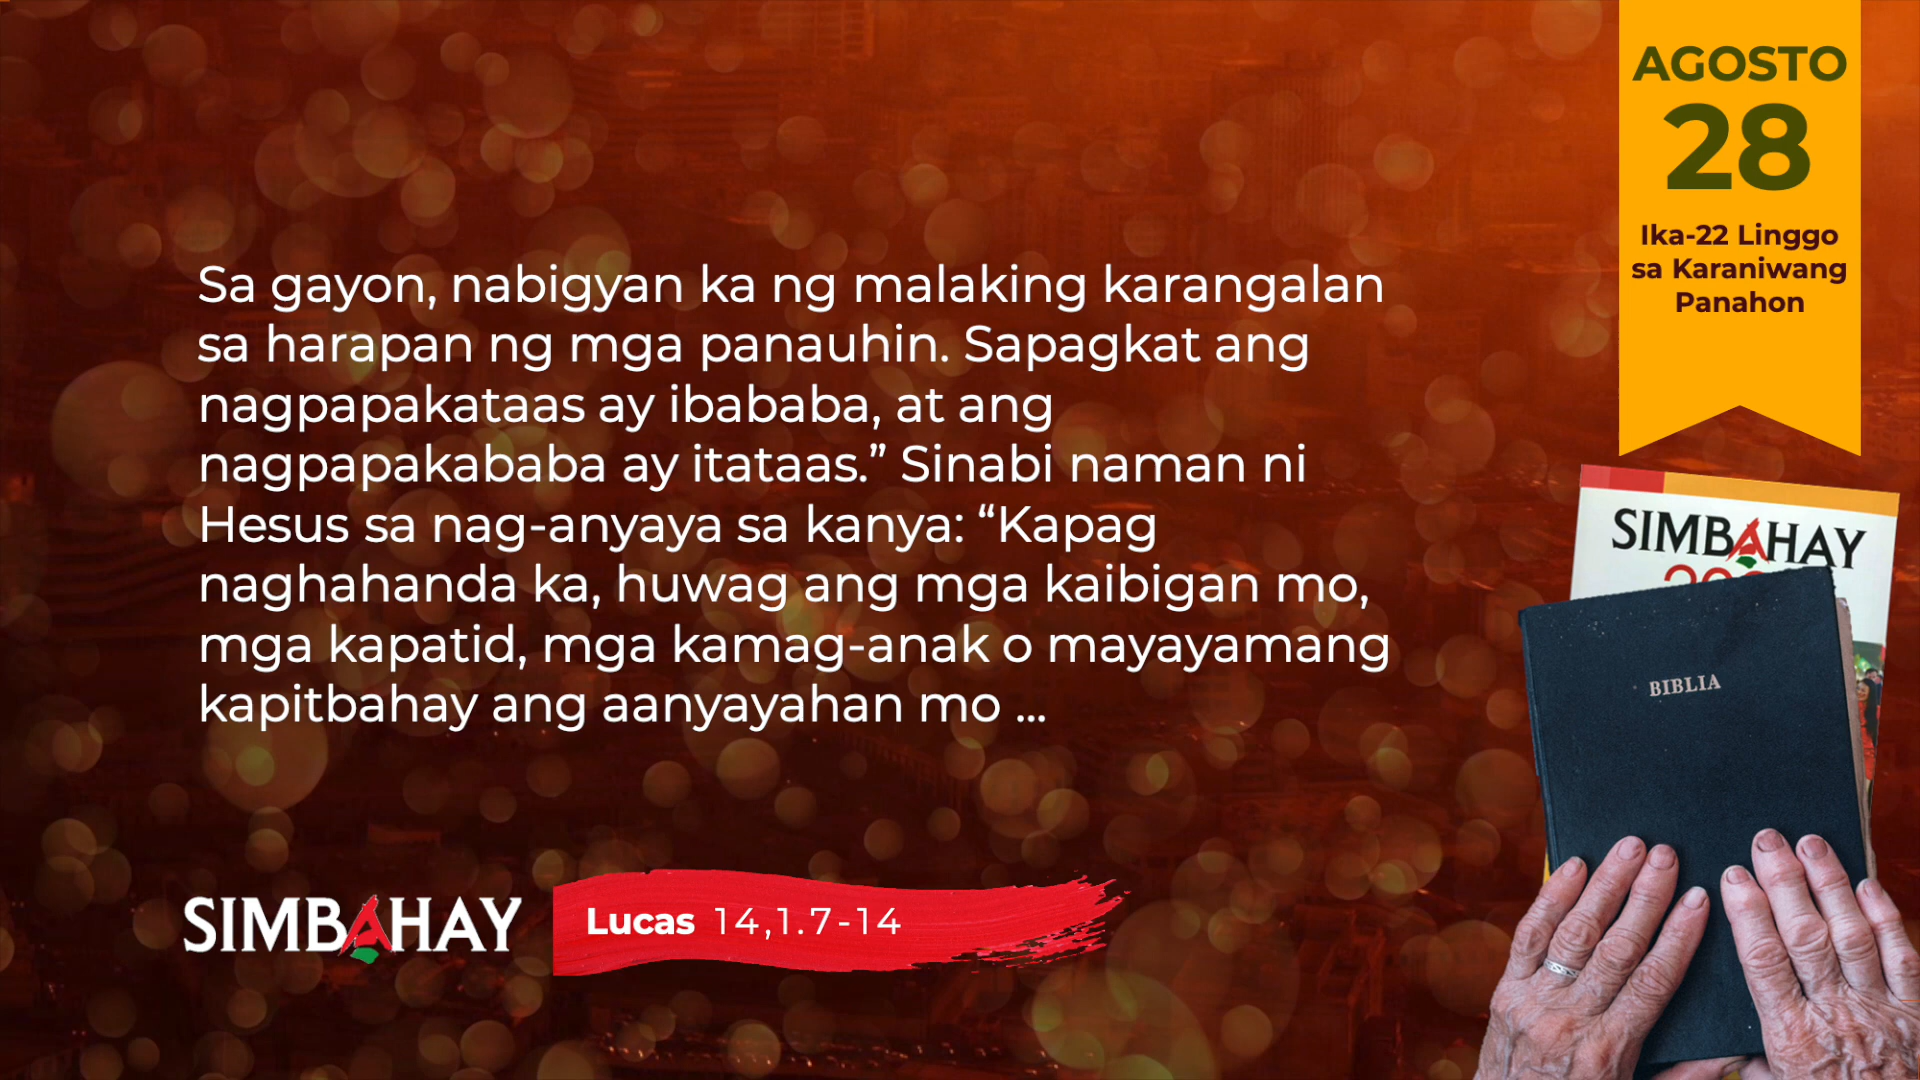 AGOSTO
28
Ika-22 Linggo
sa Karaniwang
Panahon
Sa gayon, nabigyan ka ng malaking karangalan
sa harapan ng mga panauhin. Sapagkat ang
nagpapakataas ay ibababa, at ang
nagpapakababa ay itataas.” Sinabi naman ni
Hesus sa nag-anyaya sa kanya: “Kapag
naghahanda ka, huwag ang mga kaibigan mo,
mga kapatid, mga kamag-anak o mayayamang
kapitbahay ang aanyayahan mo ...
SIMBAHAY
Lucas 14,1.7-14
SIMBAHAY
BIBLIA